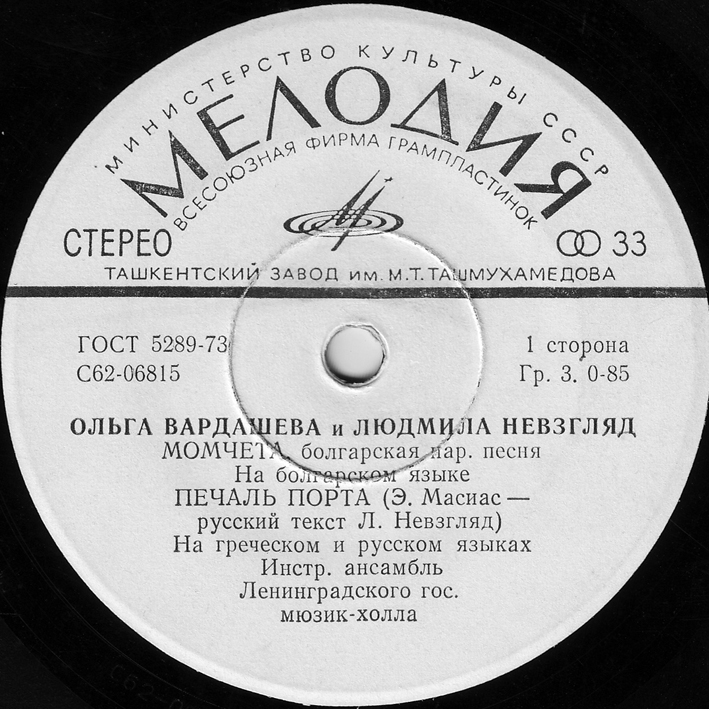 МИНИСТЕРСТВО КУЛЬТУРЫ СССР
МЕЛОДИЯ
ВСЕСОЮЗНАЯ ФИРМА ГРАМПЛАСТИНОК
СТЕРЕО 33
ТАШКЕНТСКИЙ ЗАВОД им. М.Т. ТАШМУХАМЕДОВА
ГОСТ 5289-73 1 сторона
С62-06815 Гр. 3. 0-85
ОЛЬГА ВАРДАШЕВА и ЛЮДМИЛА НЕВЗГЛЯД
МОМЧЕТА, болгарская нар. песня
На болгарском языке
ПЕЧАЛЬ ПОРТА (Э. Масиас —
русский текст Л. Невзгляд)
На греческом и русском языках
Инстр. ансамбль
Ленинградского гос.
мюзик-холла